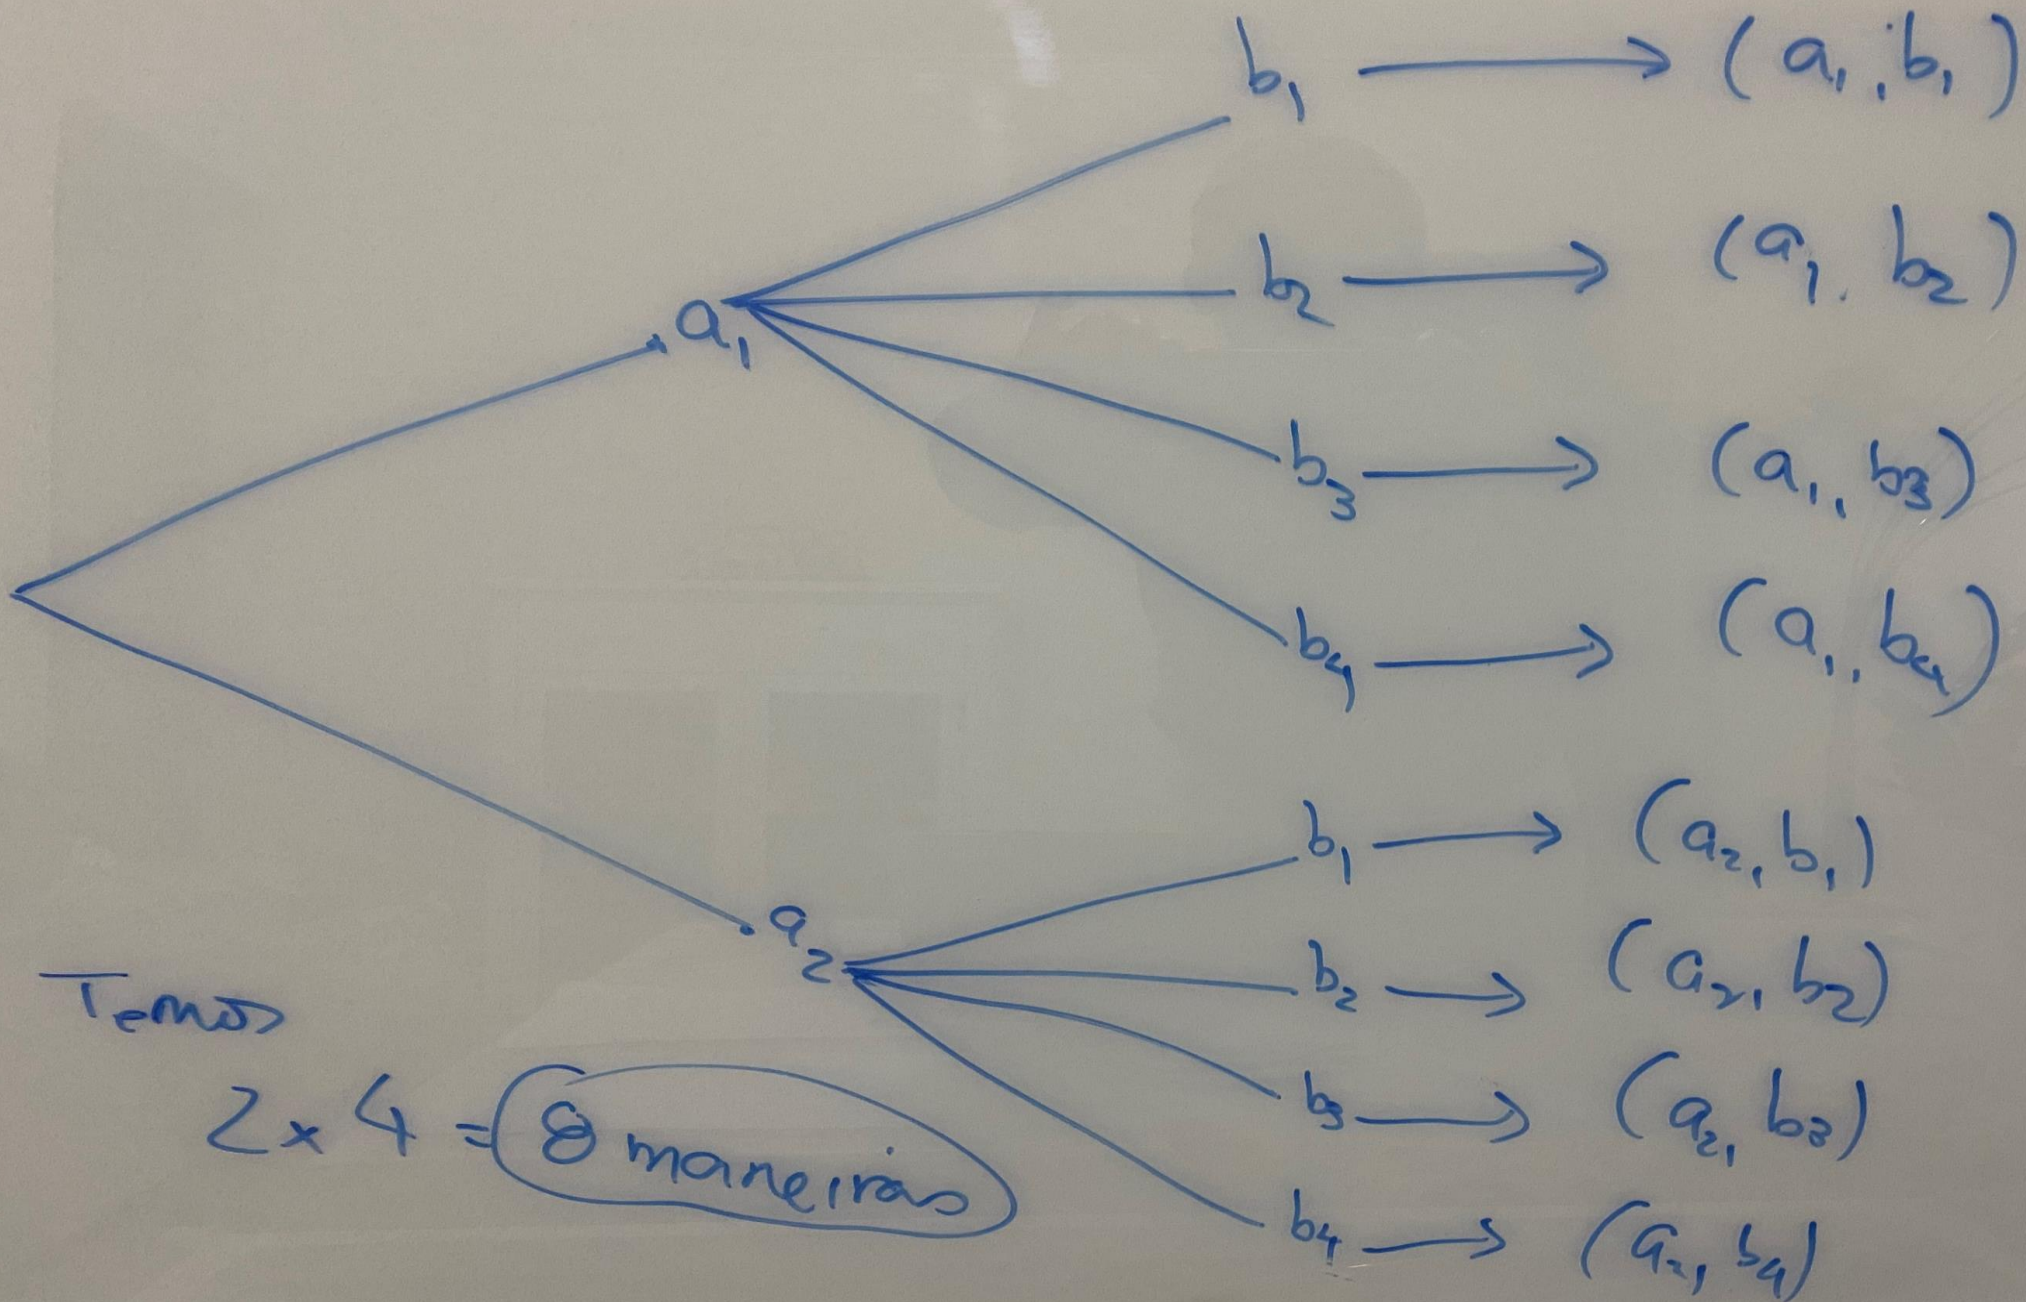 b₁ → (a₁, b₁)
b₂ → (a₁, b₂)
a₁
b₃ → (a₁, b₃)
b₄ → (a₁, b₄)
b₁ → (a₂, b₁)
a₂
b₂ → (a₂, b₂)
b₃ → (a₂, b₃)
b₄ → (a₂, b₄)
Temos
2 x 4 = 8 maneiras